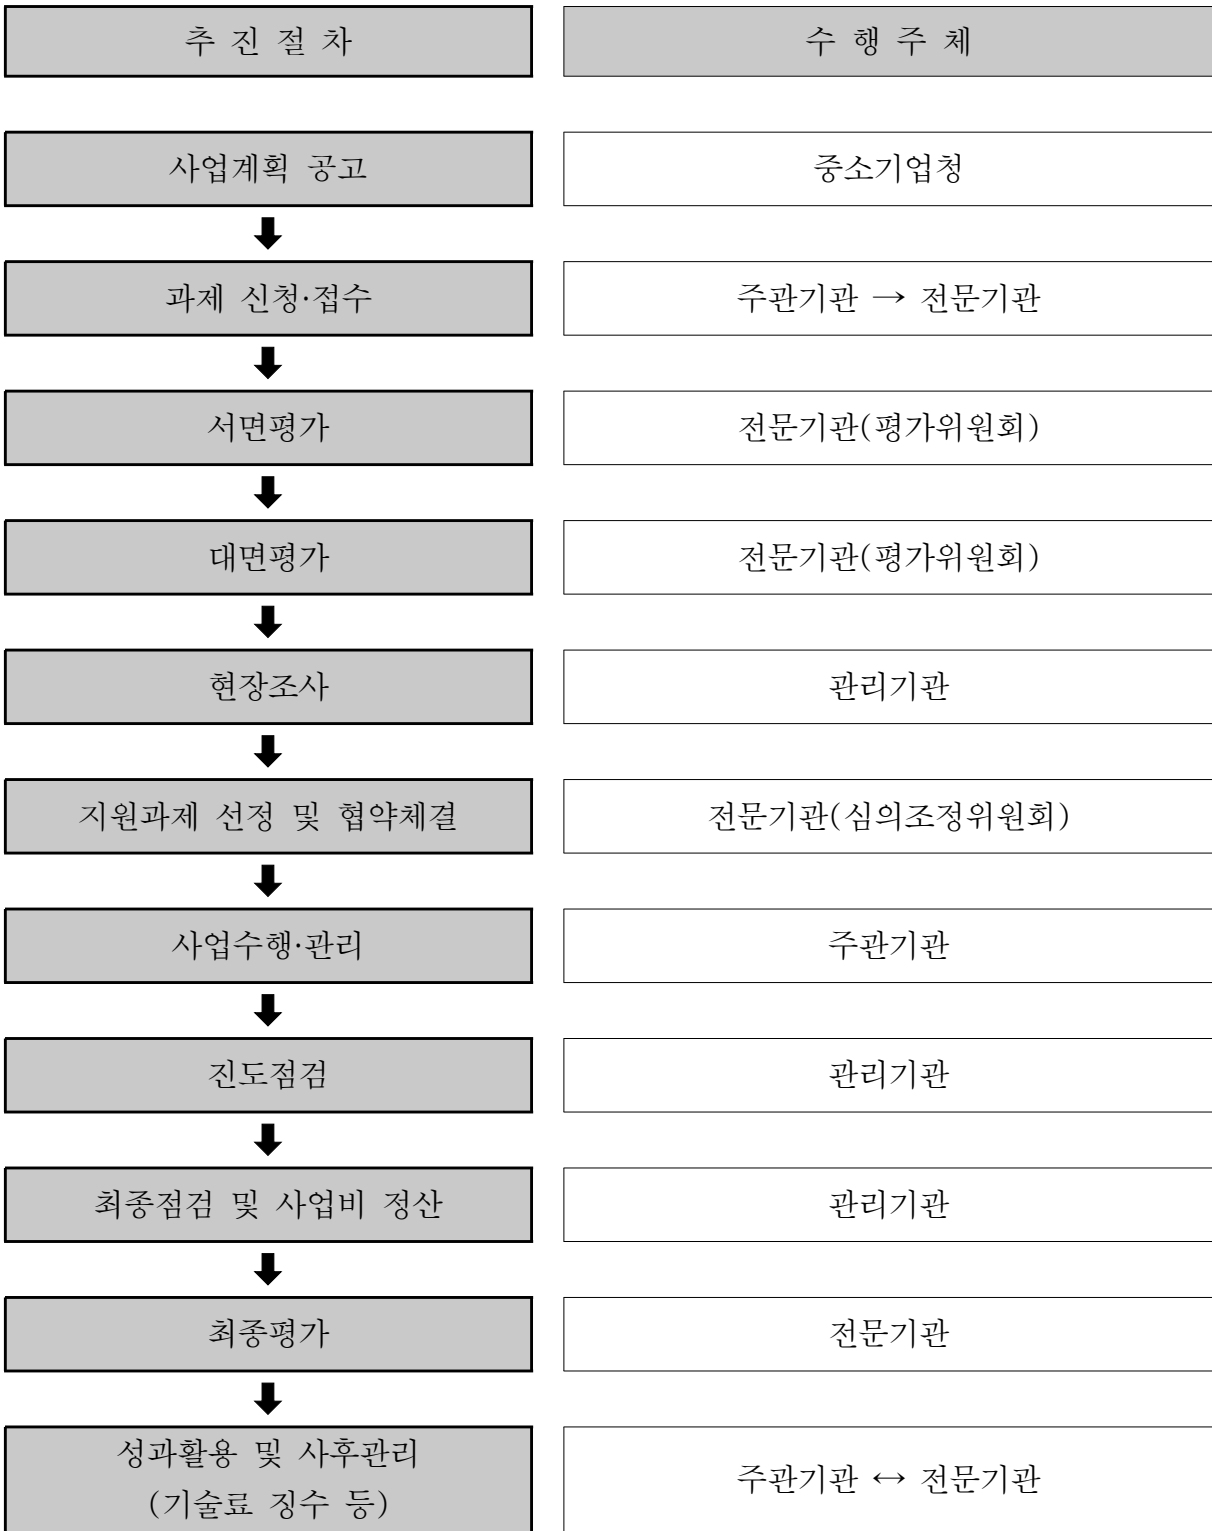 추 진 절 차
수 행 주 체
사업계획 공고
중소기업청
과제 신청·접수
주관기관 → 전문기관
서면평가
전문기관(평가위원회)
대면평가
전문기관(평가위원회)
현장조사
관리기관
지원과제 선정 및 협약체결
전문기관(심의조정위원회)
사업수행·관리
주관기관
진도점검
관리기관
최종점검 및 사업비 정산
관리기관
최종평가
전문기관
성과활용 및 사후관리
(기술료 징수 등)
주관기관 ↔ 전문기관